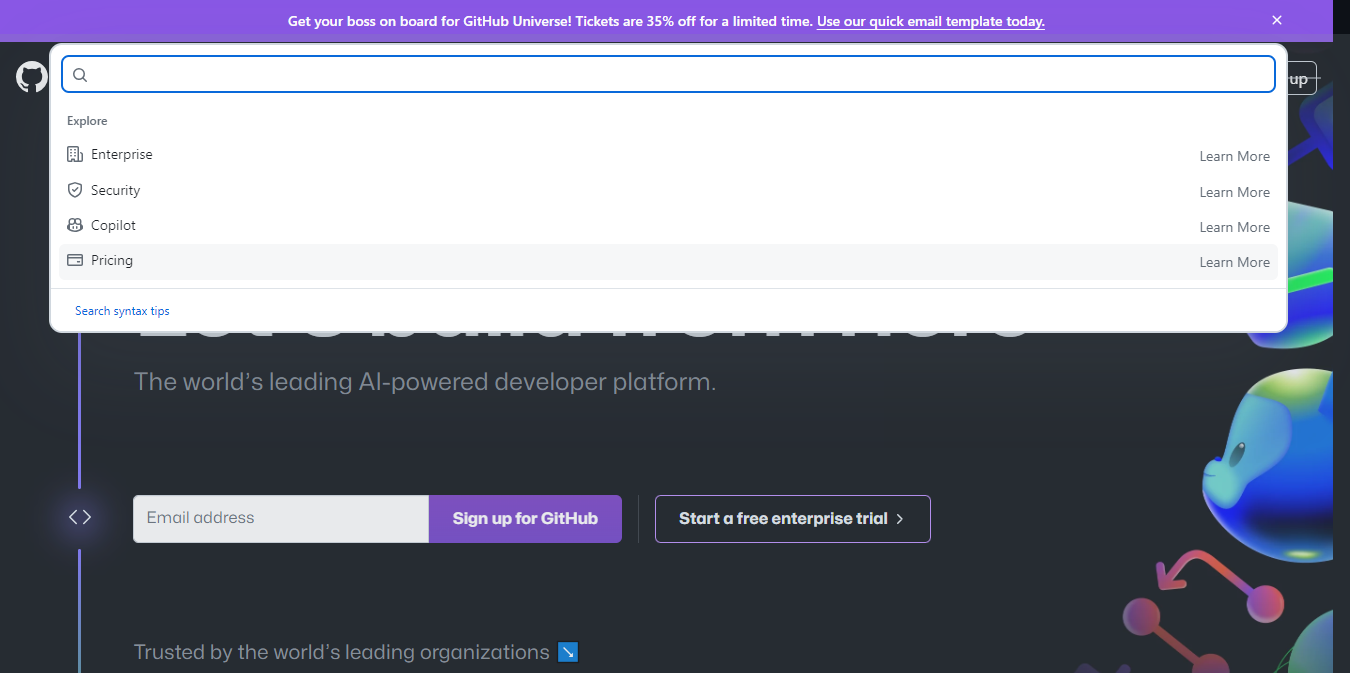 Get your boss on board for GitHub Universe! Tickets are 35% off for a limited time. Use our quick email template today.
up
Explore
Enterprise Learn More
Security Learn More
Copilot Learn More
Pricing Learn More
Search syntax tips
The world’s leading AI-powered developer platform.
Email address Sign up for GitHub Start a free enterprise trial
Trusted by the world’s leading organizations